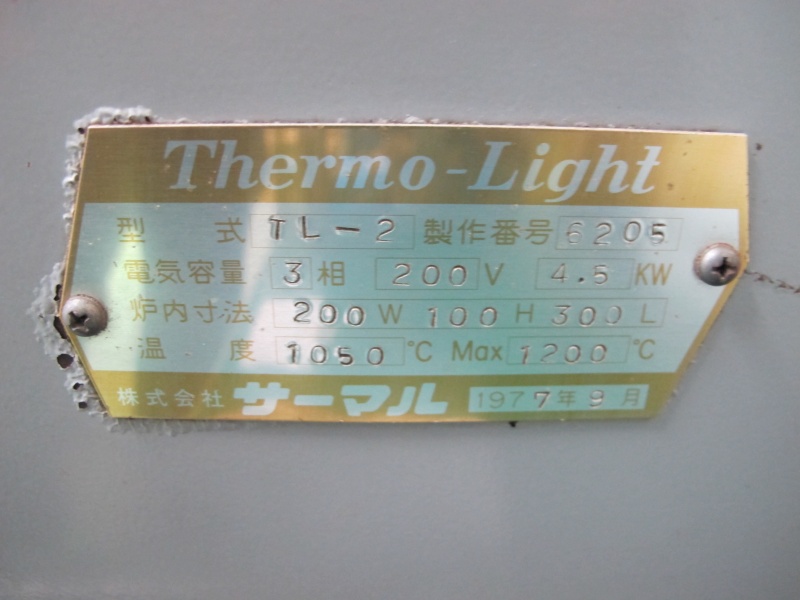 Thermo-Light
型式 TL-2 製作番号 6205
電気容量 3 相 200 V 4.5 KW
炉内寸法 200 W 100 H 300 L
温度 1050 °C Max 1200 °C
株式会社 サーマル 1977年9月